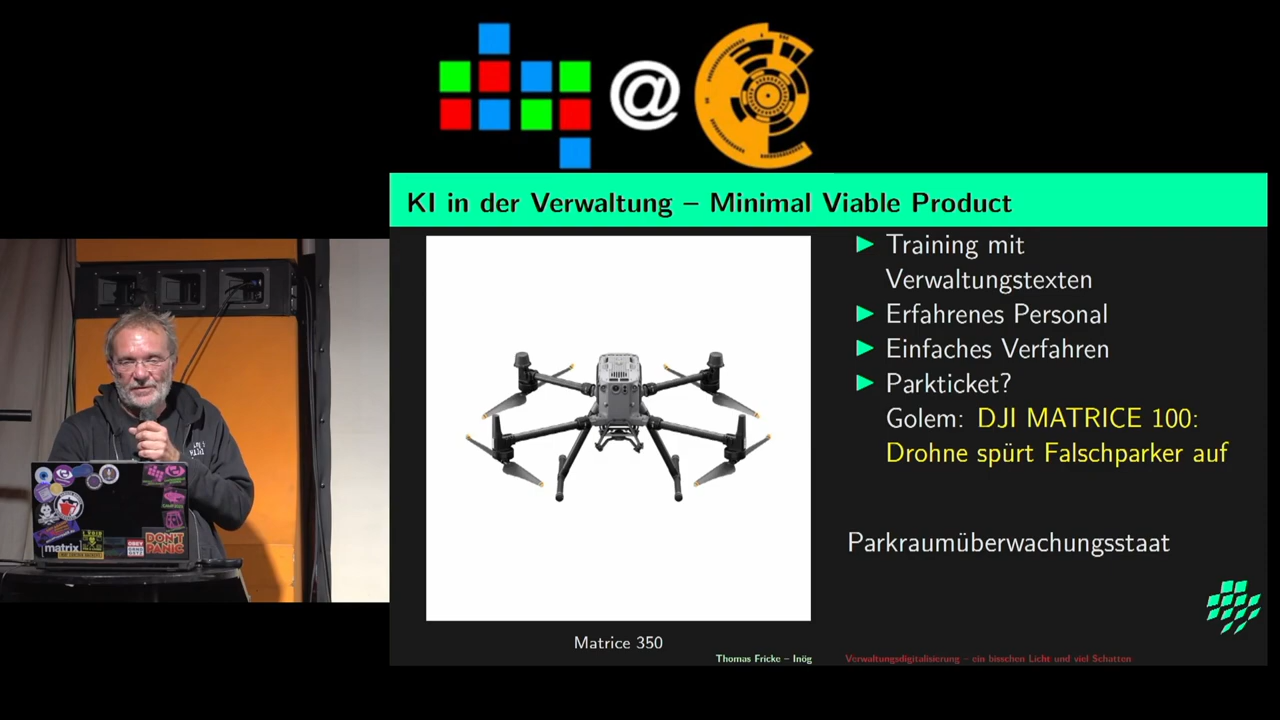 @
KI in der Verwaltung – Minimal Viable Product
Training mit
Verwaltungstexten
Erfahrenes Personal
Einfaches Verfahren
Parkticket?
Golem: DJI MATRICE 100:
Drohne spürt Falschparker auf
Parkraumüberwachungsstaat
Matrice 350
Thomas Fricke – Inög
Verwaltungsdigitalisierung – ein bisschen Licht und viel Schatten
[matrix]
DON'T
PANIC
OBEY